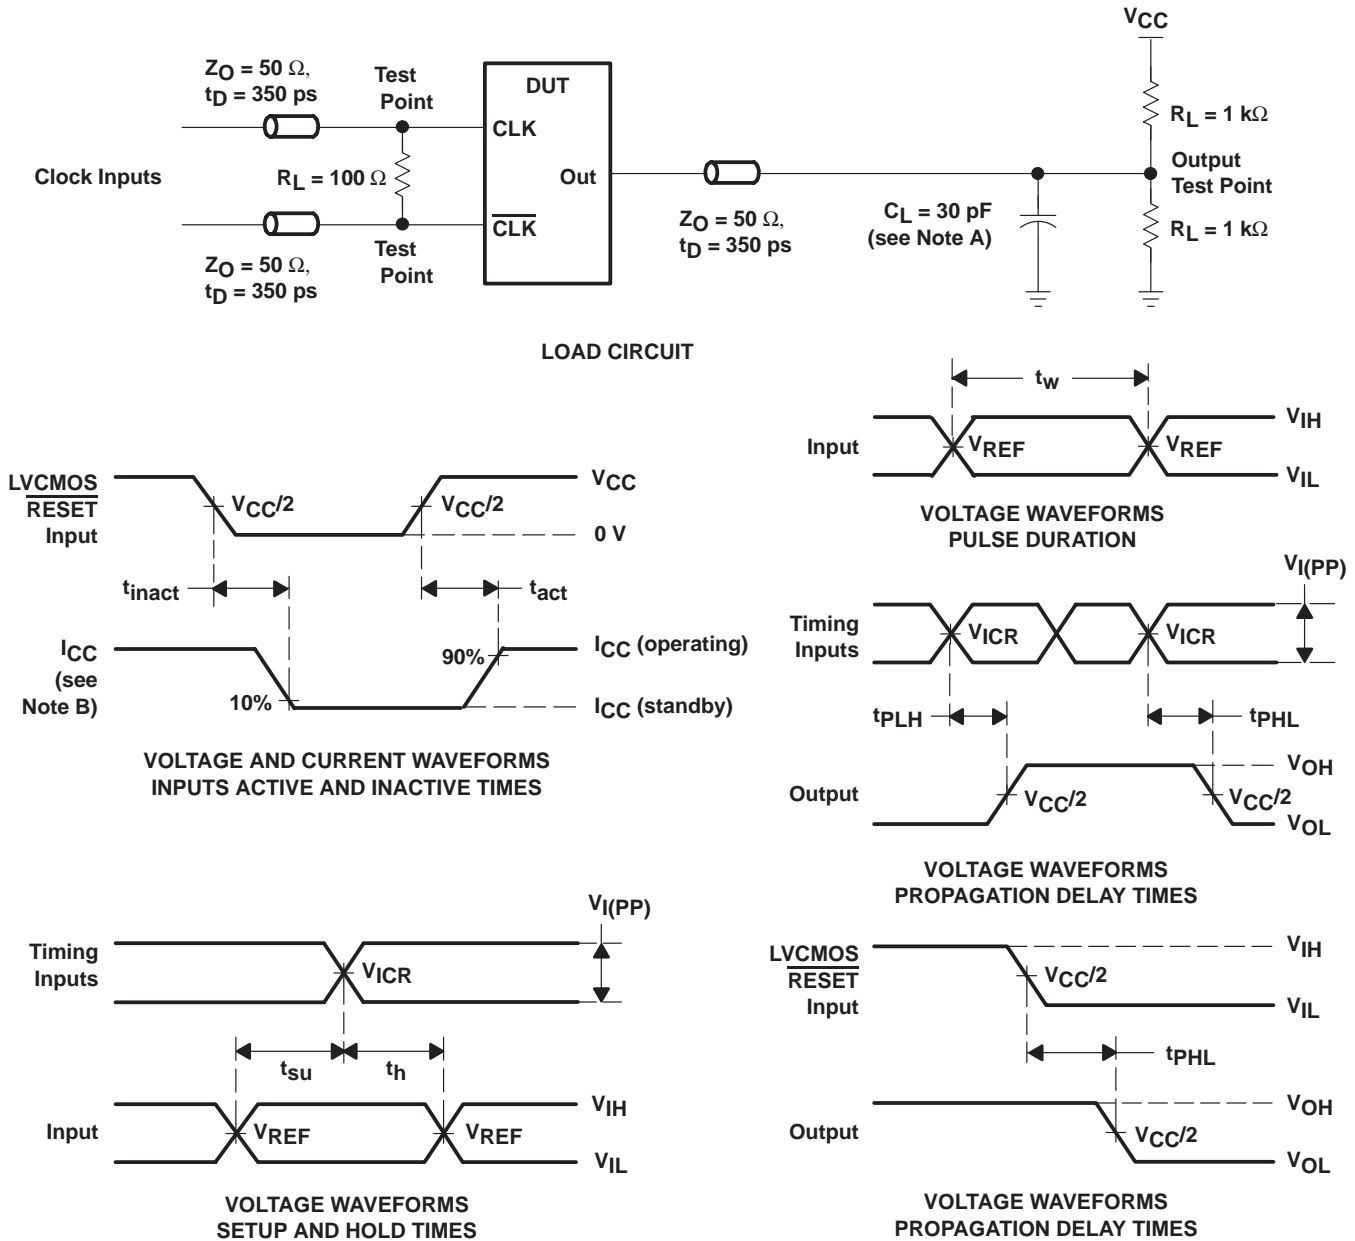 VCC
ZO = 50 Ω,
tD = 350 ps
Test
Point
DUT
CLK
RL = 1 kΩ
Clock Inputs
RL = 100 Ω
Out
Output
Test Point
CLK
ZO = 50 Ω,
tD = 350 ps
CL = 30 pF
(see Note A)
RL = 1 kΩ
Test
Point
ZO = 50 Ω,
tD = 350 ps
LOAD CIRCUIT
tw
Input
VREF
VREF
VIH
VIL
VOLTAGE WAVEFORMS
PULSE DURATION
LVCMOS
RESET
Input
VCC/2
VCC/2
VCC
0 V
tinact
tact
ICC
(see
Note B)
10%
90%
ICC (operating)
ICC (standby)
VOLTAGE AND CURRENT WAVEFORMS
INPUTS ACTIVE AND INACTIVE TIMES
VI(PP)
Timing
Inputs
VICR
VICR
tPLH
tPHL
Output
VCC/2
VCC/2
VOH
VOL
VOLTAGE WAVEFORMS
PROPAGATION DELAY TIMES
VI(PP)
Timing
Inputs
VICR
tsu
th
Input
VREF
VREF
VIH
VIL
VOLTAGE WAVEFORMS
SETUP AND HOLD TIMES
LVCMOS
RESET
Input
VCC/2
VIH
VIL
tPHL
Output
VCC/2
VOH
VOL
VOLTAGE WAVEFORMS
PROPAGATION DELAY TIMES